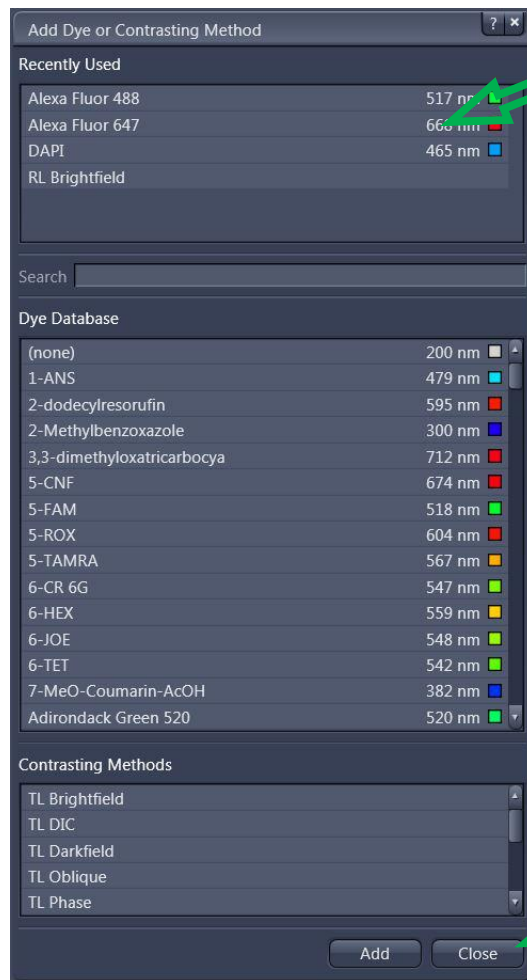 Add Dye or Contrasting Method ? ×
Recently Used
Alexa Fluor 488 517 nm
Alexa Fluor 647 668 nm
DAPI 465 nm
RL Brightfield
Search
Dye Database
(none) 200 nm
1-ANS 479 nm
2-dodecylresorufin 595 nm
2-Methylbenzoxazole 300 nm
3,3-dimethyloxatricarbocya 712 nm
5-CNF 674 nm
5-FAM 518 nm
5-ROX 604 nm
5-TAMRA 567 nm
6-CR 6G 547 nm
6-HEX 559 nm
6-JOE 548 nm
6-TET 542 nm
7-MeO-Coumarin-AcOH 382 nm
Adirondack Green 520 520 nm
Contrasting Methods
TL Brightfield
TL DIC
TL Darkfield
TL Oblique
TL Phase
Add Close